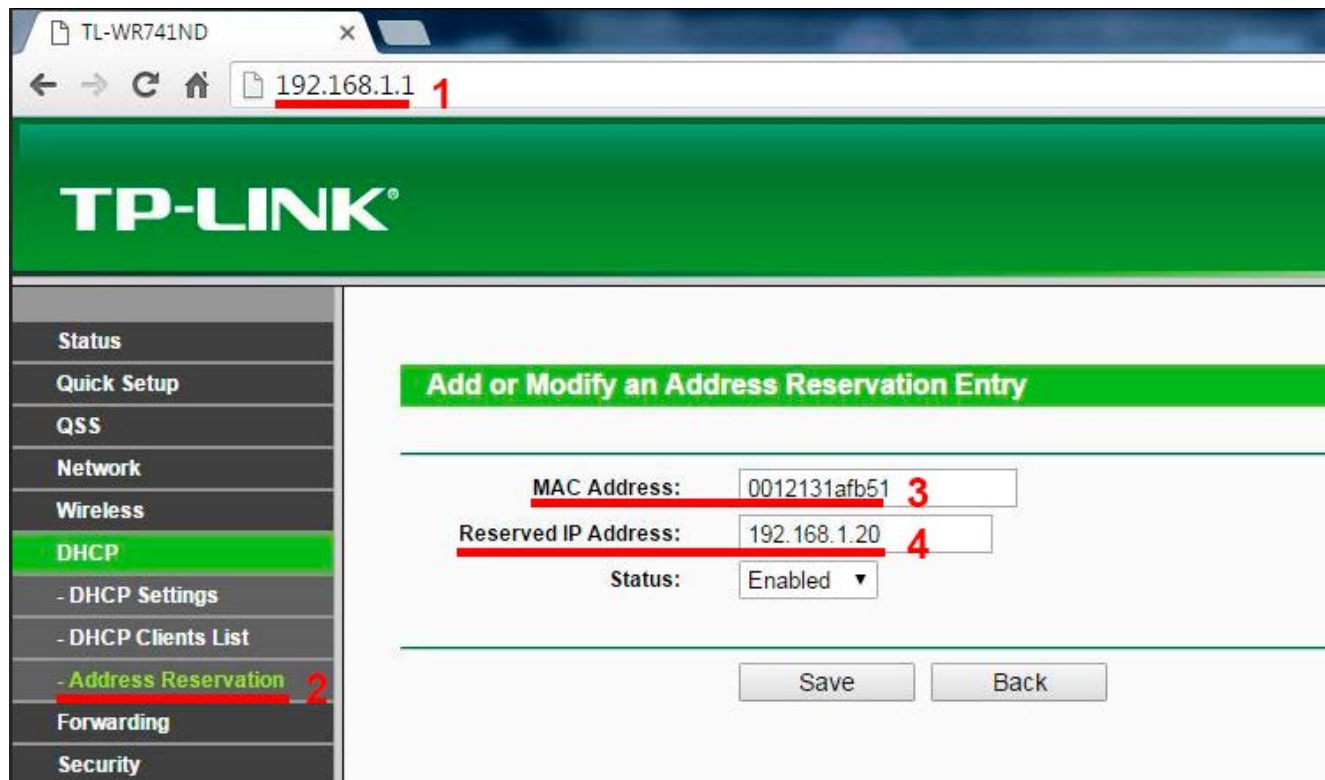 TL-WR741ND
192.168.1.1 1
TP-LINK®
Status
Quick Setup
QSS
Network
Wireless
DHCP
- DHCP Settings
- DHCP Clients List
- Address Reservation 2
Forwarding
Security
Add or Modify an Address Reservation Entry
MAC Address: 0012131afb51 3
Reserved IP Address: 192.168.1.20 4
Status: Enabled
Save Back